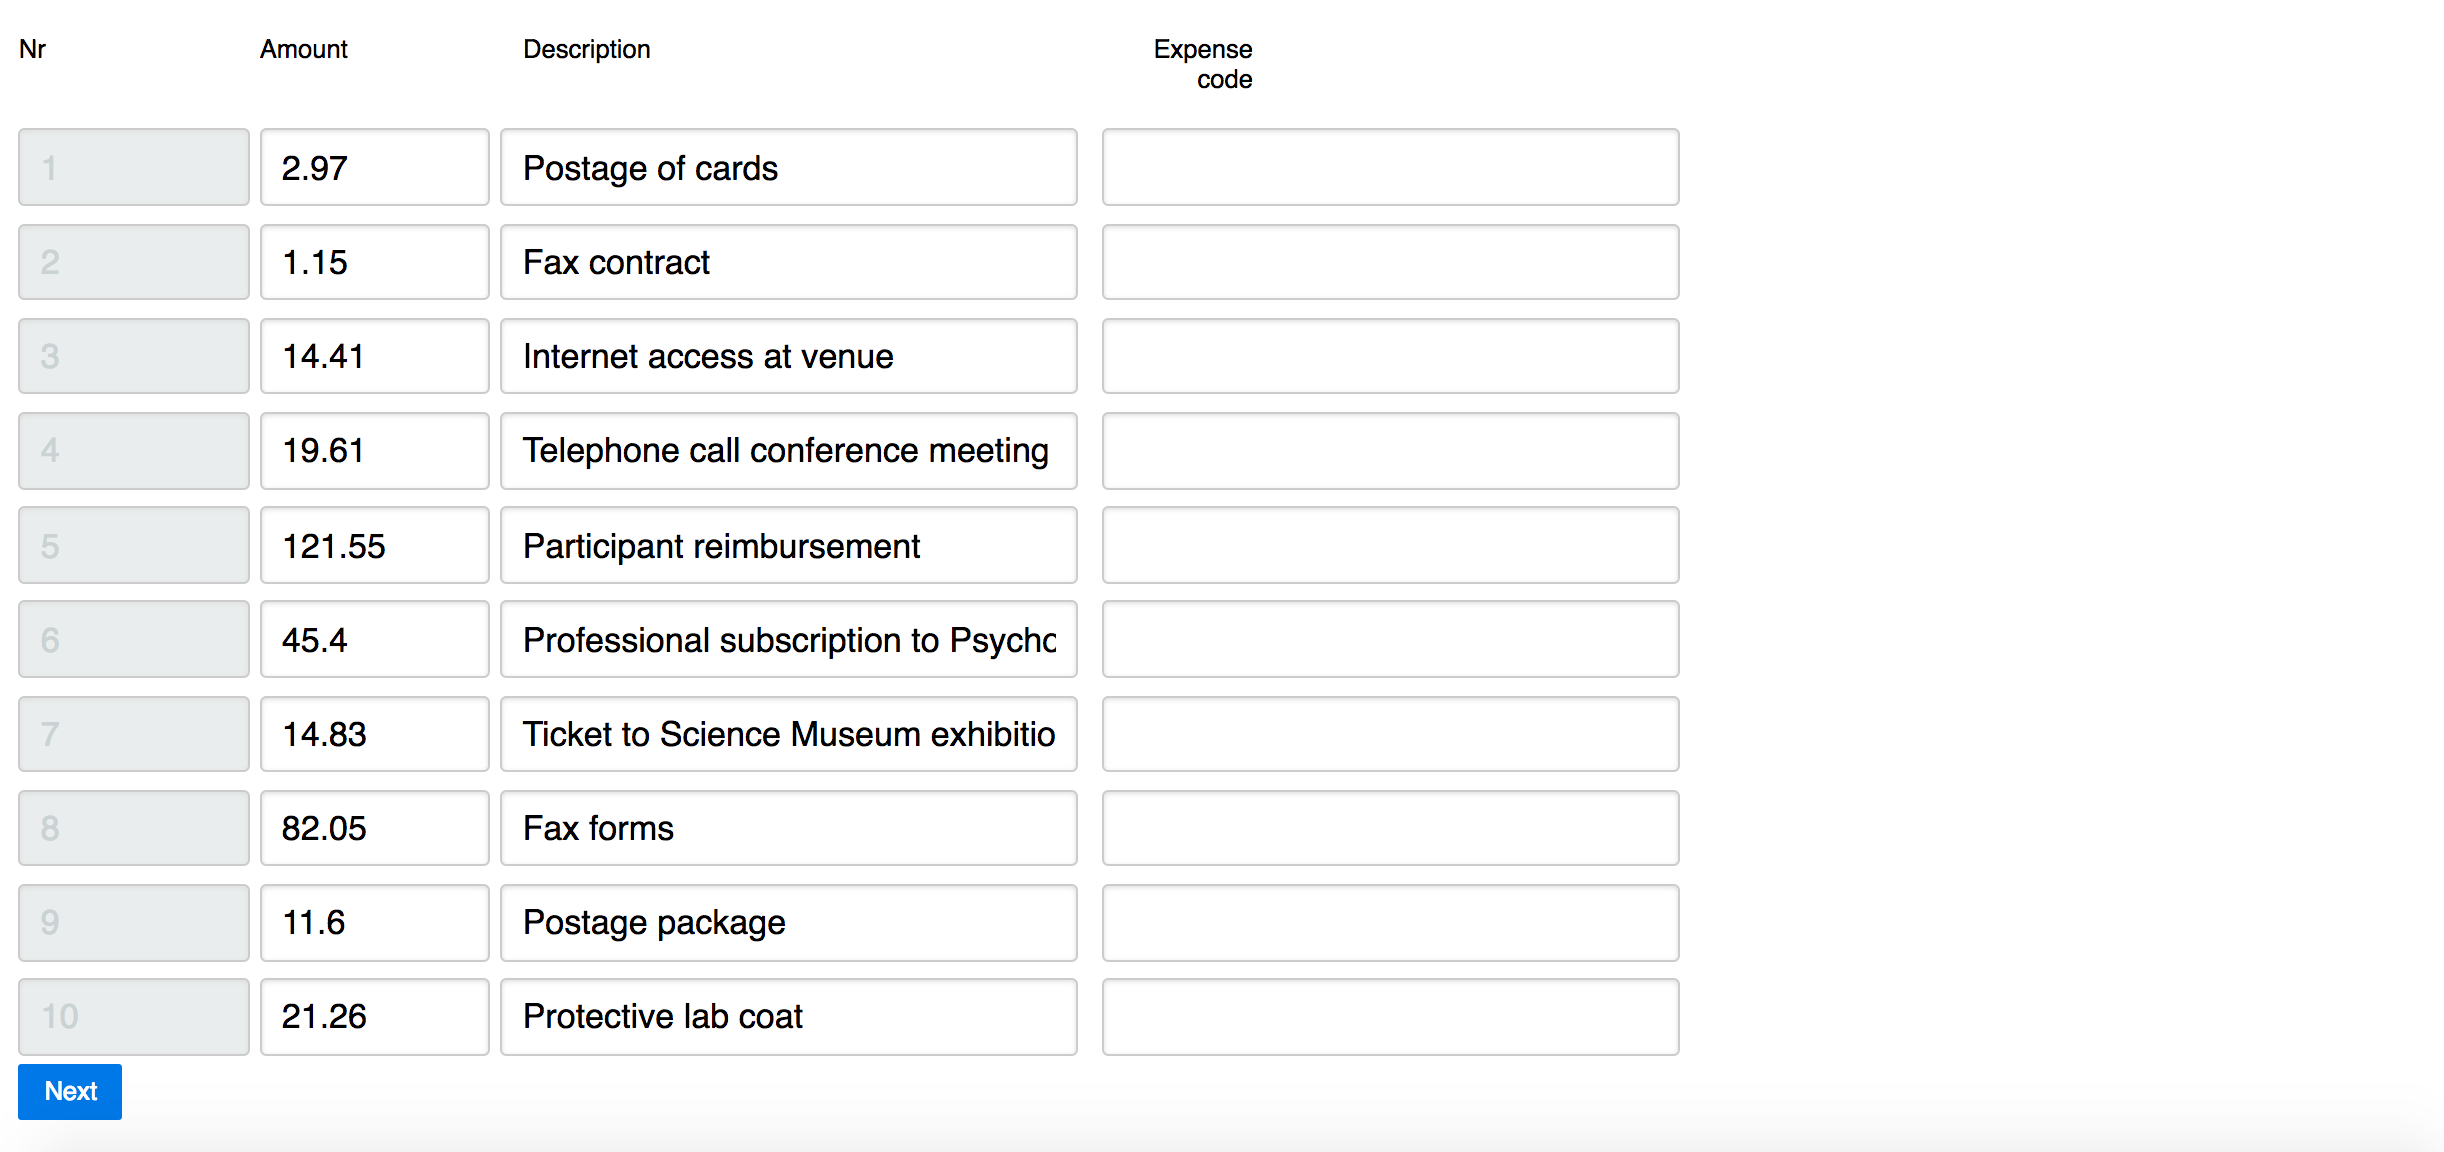 Nr Amount Description Expense code
1 2.97 Postage of cards
2 1.15 Fax contract
3 14.41 Internet access at venue
4 19.61 Telephone call conference meeting
5 121.55 Participant reimbursement
6 45.4 Professional subscription to Psycho
7 14.83 Ticket to Science Museum exhibitio
8 82.05 Fax forms
9 11.6 Postage package
10 21.26 Protective lab coat
Next